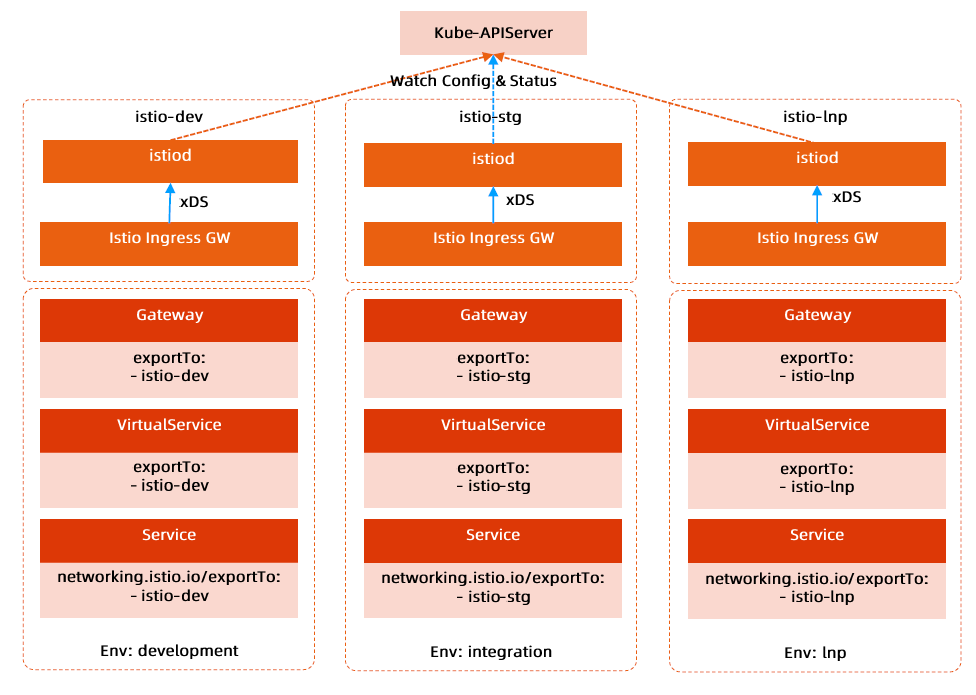 Kube-APIServer
Watch Config & Status
istio-dev
istiod
xDS
Istio Ingress GW
Gateway
exportTo:
- istio-dev
VirtualService
exportTo:
- istio-dev
Service
networking.istio.io/exportTo:
- istio-dev
Env: development
istio-stg
istiod
xDS
Istio Ingress GW
Gateway
exportTo:
- istio-stg
VirtualService
exportTo:
- istio-stg
Service
networking.istio.io/exportTo:
- istio-stg
Env: integration
istio-lnp
istiod
xDS
Istio Ingress GW
Gateway
exportTo:
- istio-lnp
VirtualService
exportTo:
- istio-lnp
Service
networking.istio.io/exportTo:
- istio-lnp
Env: lnp